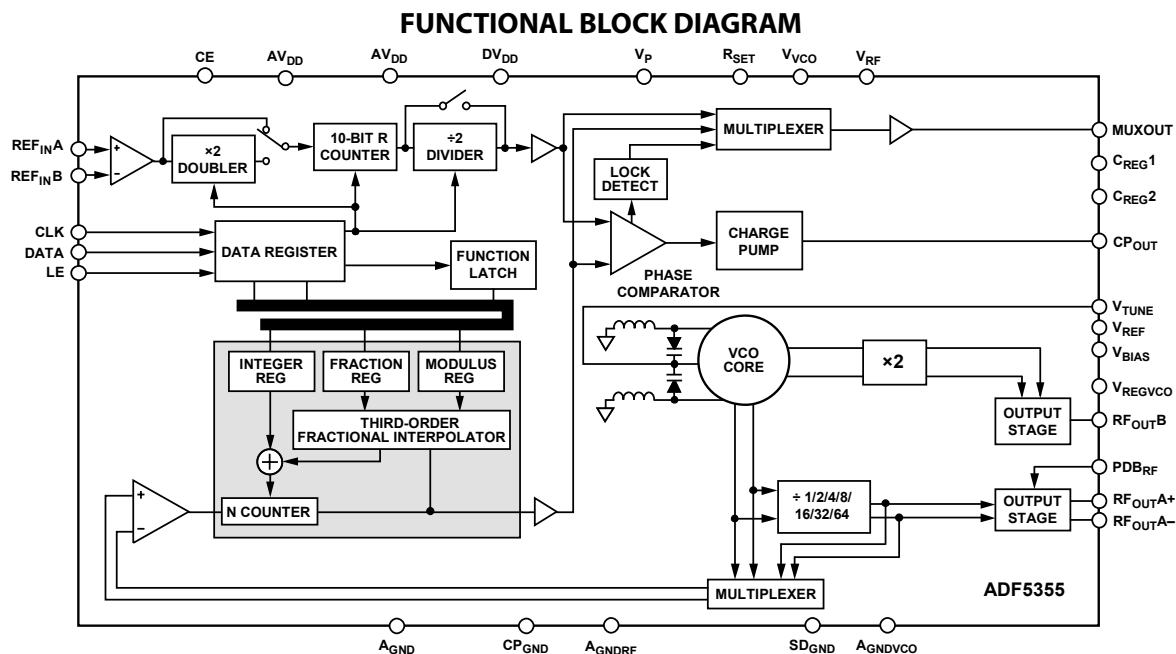 FUNCTIONAL BLOCK DIAGRAM
CE
AVDD
AVDD
DVDD
VP
RSET
VVCO
VRF
REFINA
REFINB
+
–
×2
DOUBLER
10-BIT R
COUNTER
÷2
DIVIDER
MULTIPLEXER
MUXOUT
LOCK
DETECT
CREG1
CREG2
CLK
DATA
LE
DATA REGISTER
FUNCTION
LATCH
CHARGE
PUMP
CPOUT
PHASE
COMPARATOR
VTUNE
VREF
VBIAS
VREGVCO
INTEGER
REG
FRACTION
REG
MODULUS
REG
VCO
CORE
×2
OUTPUT
STAGE
RFOUTB
THIRD-ORDER
FRACTIONAL INTERPOLATOR
+
N COUNTER
+
–
÷ 1/2/4/8/
16/32/64
OUTPUT
STAGE
PDBRF
RFOUTA+
RFOUTA–
MULTIPLEXER
ADF5355
AGND
CPGND
AGNDRF
SDGND
AGNDVCO